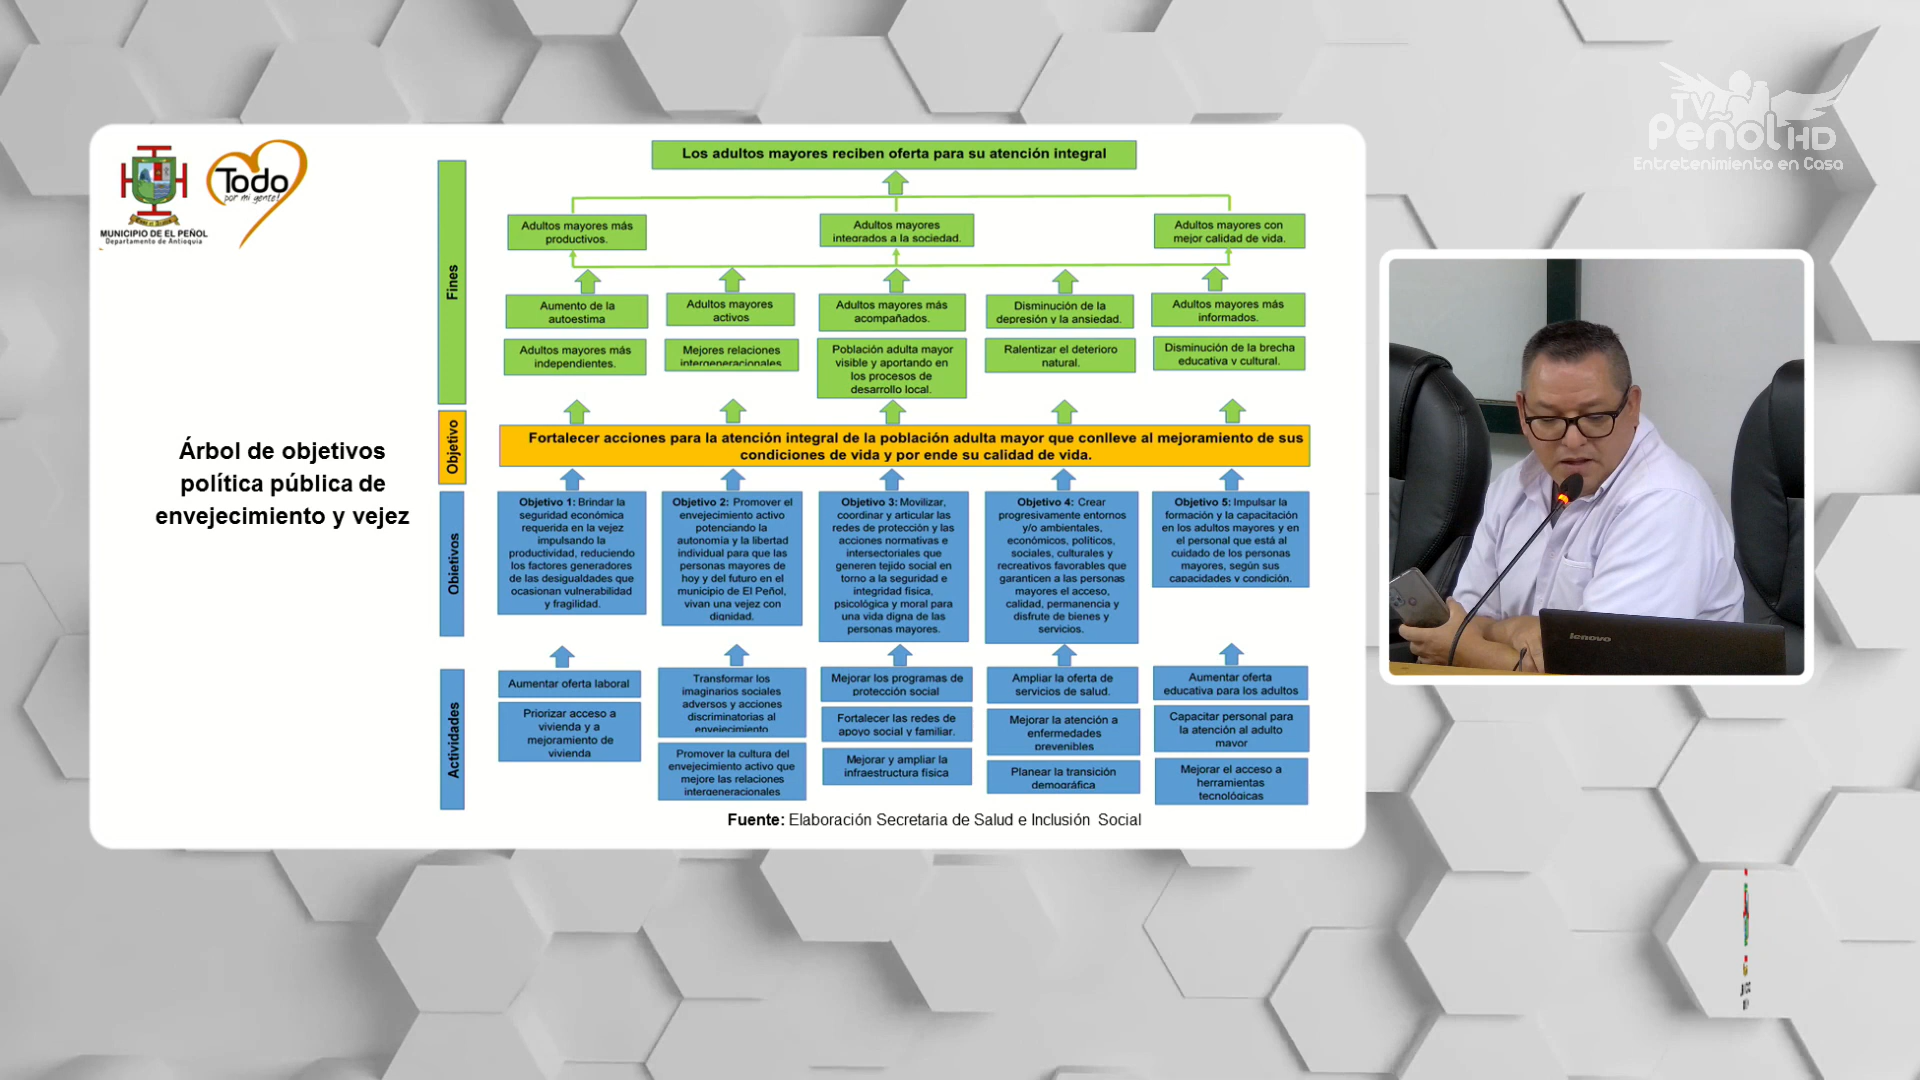 TV
Peñol HD
Entretenimiento en Casa
Todo
por mi gente!
MUNICIPIO DE EL PEÑOL
Departamento de Antioquia
Árbol de objetivos
política pública de
envejecimiento y vejez
Los adultos mayores reciben oferta para su atención integral
Fines
Adultos mayores más
productivos.
Adultos mayores
integrados a la sociedad.
Adultos mayores con
mejor calidad de vida.
Aumento de la
autoestima
Adultos mayores
activos
Adultos mayores más
acompañados.
Disminución de la
depresión y la ansiedad.
Adultos mayores más
informados.
Adultos mayores más
independientes.
Mejores relaciones
intergeneracionales
Población adulta mayor
visible y aportando en
los procesos de
desarrollo local.
Ralentizar el deterioro
natural.
Disminución de la brecha
educativa y cultural.
Objetivo
Fortalecer acciones para la atención integral de la población adulta mayor que conlleve al mejoramiento de sus
condiciones de vida y por ende su calidad de vida.
Objetivos
Objetivo 1: Brindar la
seguridad económica
requerida en la vejez
impulsando la
productividad, reduciendo
los factores generadores
de las desigualdades que
ocasionan vulnerabilidad
y fragilidad.
Objetivo 2: Promover el
envejecimiento activo
potenciando la
autonomía y la libertad
individual para que las
personas mayores de
hoy y del futuro en el
municipio de El Peñol,
vivan una vejez con
dignidad.
Objetivo 3: Movilizar,
coordinar y articular las
redes de protección y las
acciones normativas e
intersectoriales que
generen tejido social en
torno a la seguridad e
integridad física,
psicológica y moral para
una vida digna de las
personas mayores.
Objetivo 4: Crear
progresivamente entornos
y/o ambientales,
económicos, políticos,
sociales, culturales y
recreativos favorables que
garanticen a las personas
mayores el acceso,
calidad, permanencia y
disfrute de bienes y
servicios.
Objetivo 5: Impulsar la
formación y la capacitación
en los adultos mayores y en
el personal que está al
cuidado de los personas
mayores, según sus
capacidades y condición.
Actividades
Aumentar oferta laboral
Priorizar acceso a
vivienda y a
mejoramiento de
vivienda
Transformar los
imaginarios sociales
adversos y acciones
discriminatorias al
envejecimiento
Promover la cultura del
envejecimiento activo que
mejore las relaciones
intergeneracionales
Mejorar los programas de
protección social
Fortalecer las redes de
apoyo social y familiar.
Mejorar y ampliar la
infraestructura física
Ampliar la oferta de
servicios de salud.
Mejorar la atención a
enfermedades
prevenibles
Planear la transición
demográfica
Aumentar oferta
educativa para los adultos
Capacitar personal para
la atención al adulto
mayor
Mejorar el acceso a
herramientas
tecnológicas
Fuente: Elaboración Secretaria de Salud e Inclusión Social
lenovo